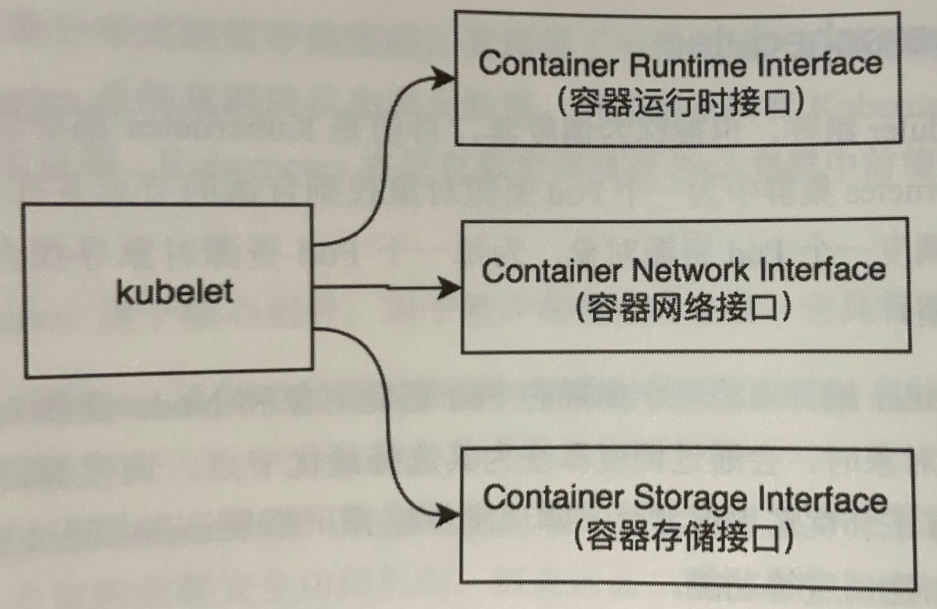 Container Runtime Interface
(容器运行时接口)
kubelet
Container Network Interface
(容器网络接口)
Container Storage Interface
(容器存储接口)